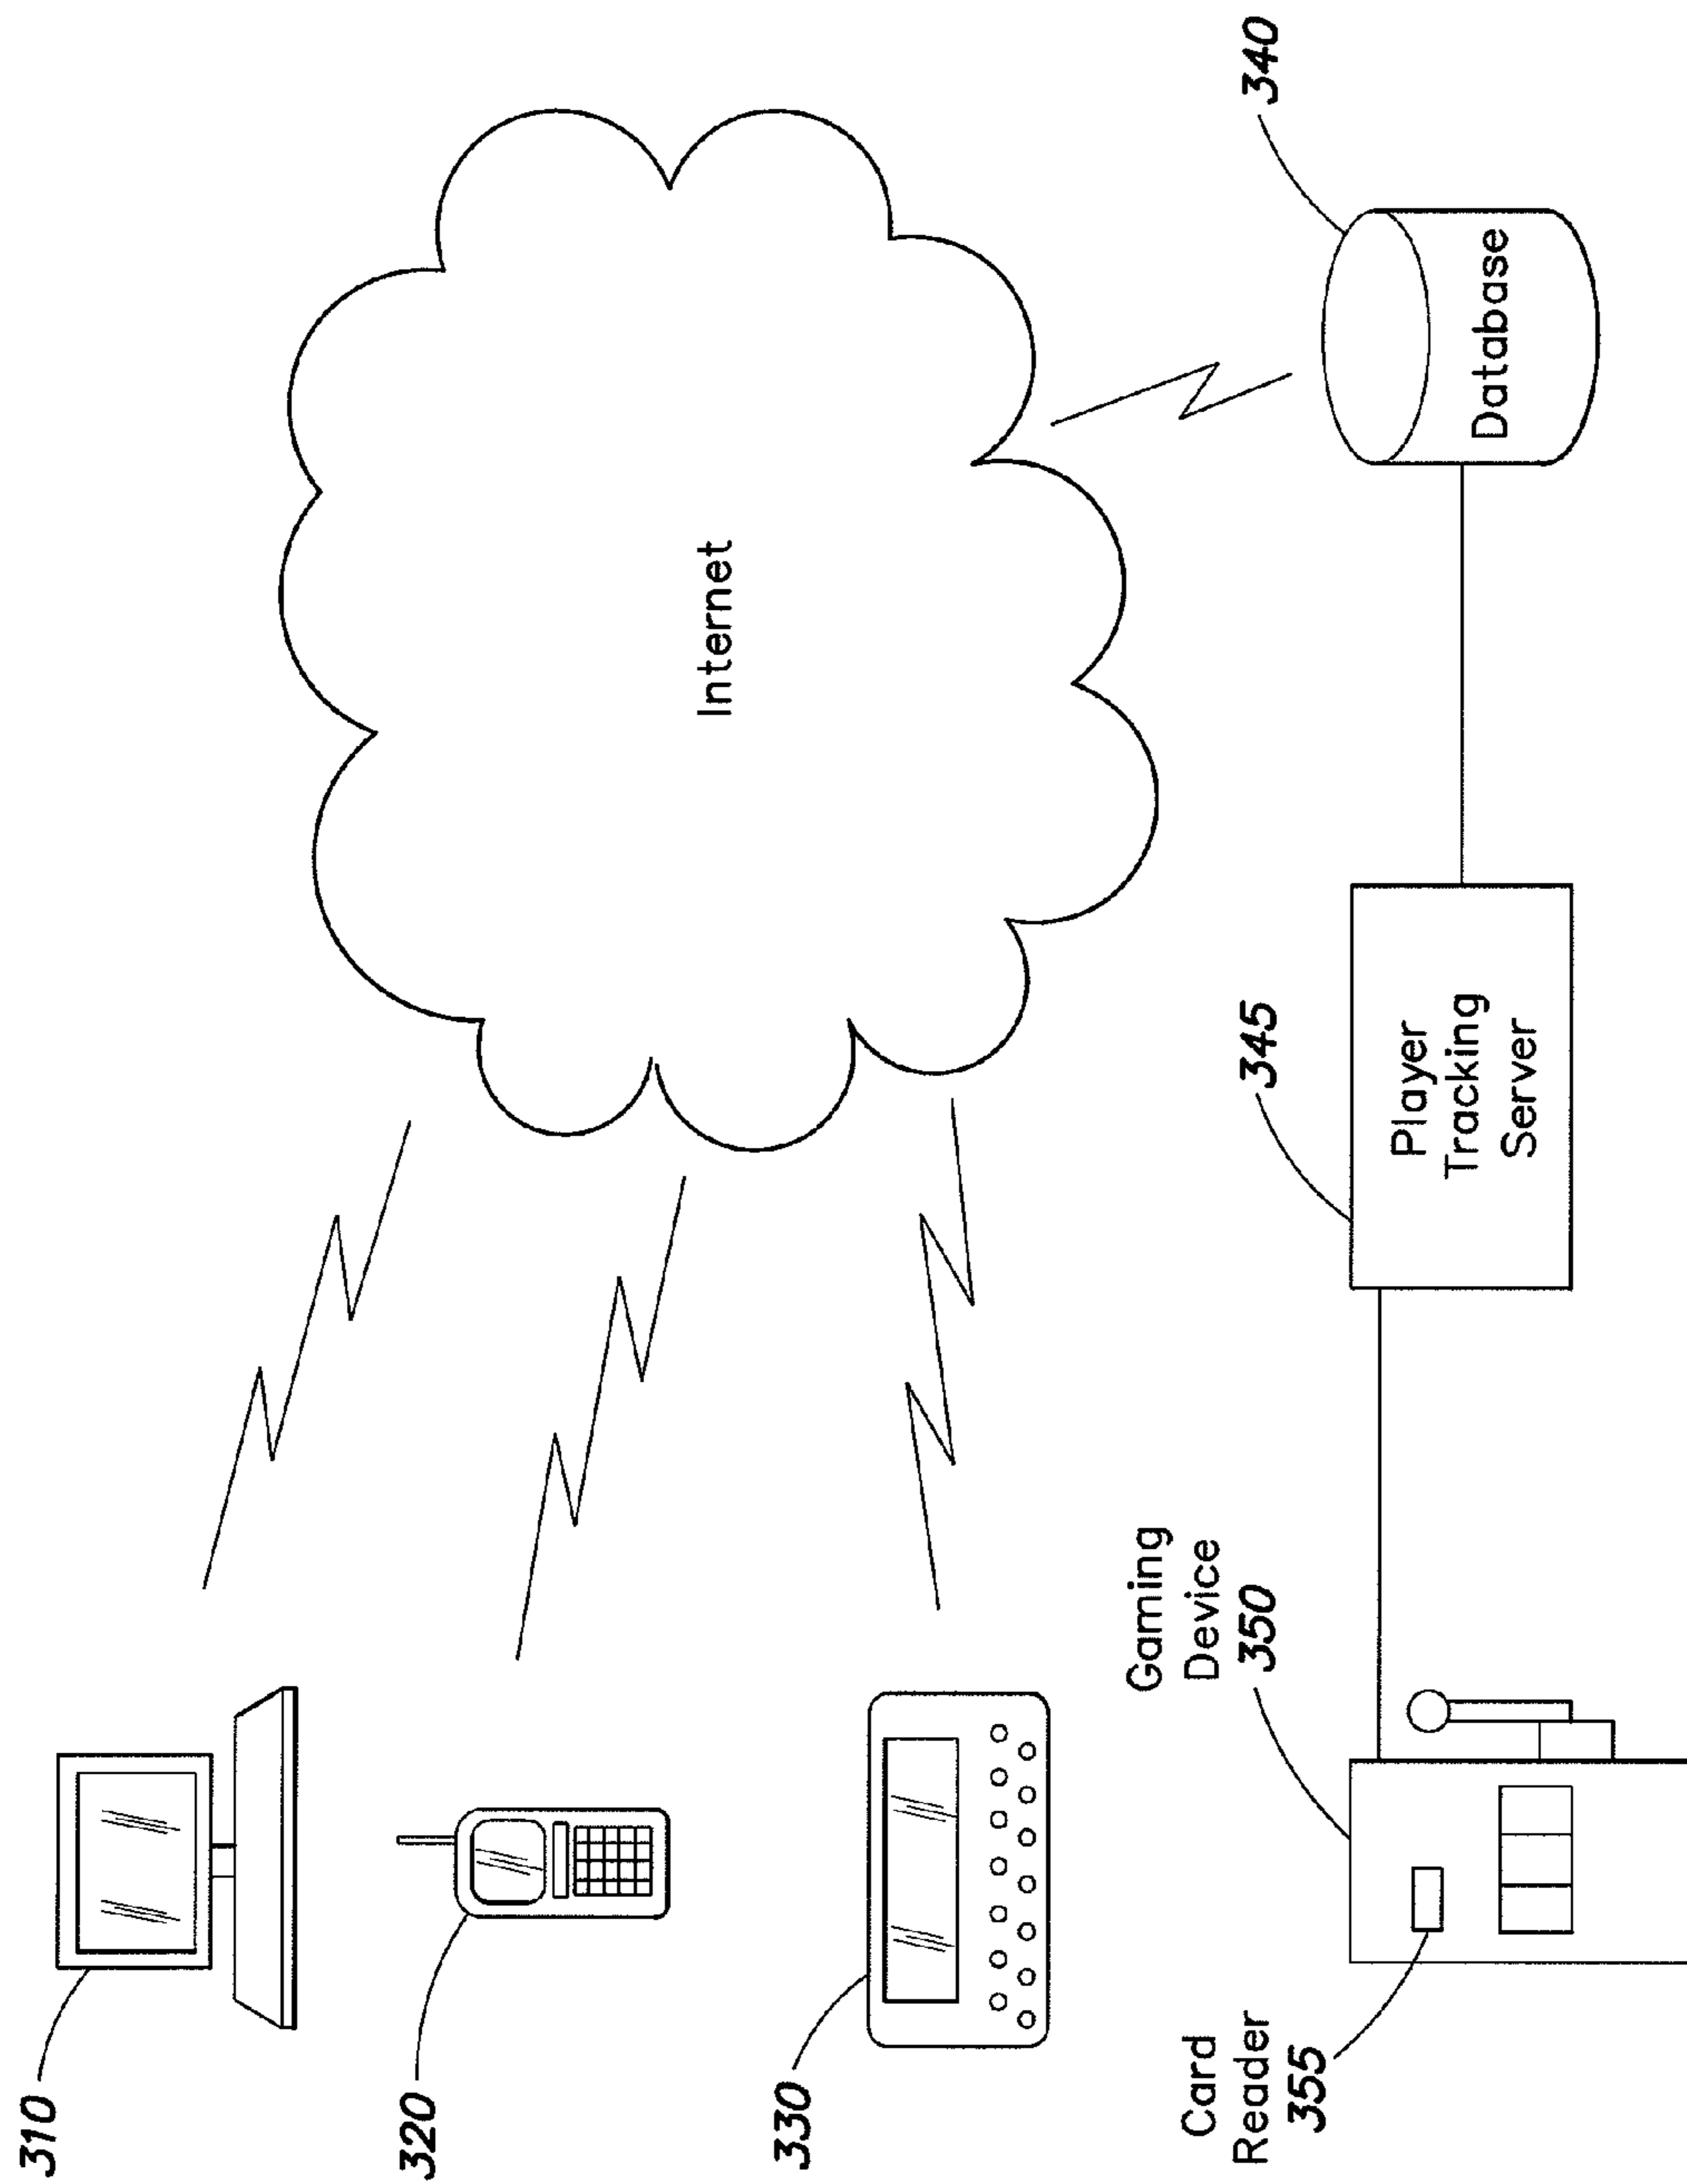 310
320
330
Internet
Card
Reader
355
Gaming
Device
350
345
Player
Tracking
Server
340
Database